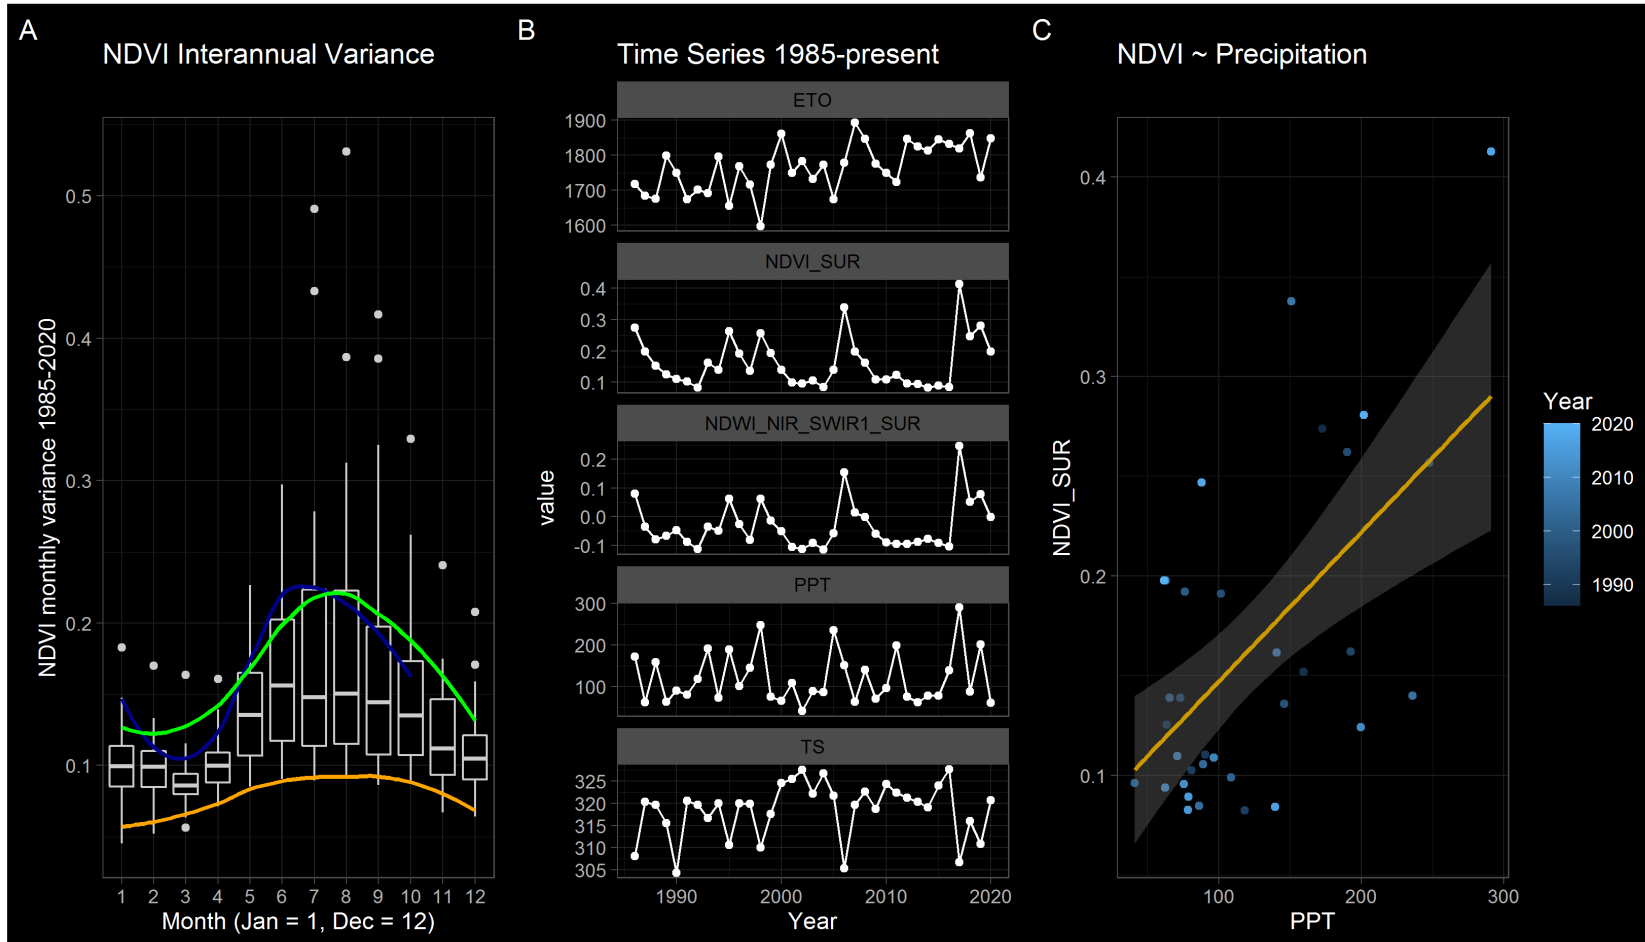 A
NDVI Interannual Variance
NDVI monthly variance 1985-2020
0.5
0.4
0.3
0.2
0.1
1 2 3 4 5 6 7 8 9 10 11 12
Month (Jan = 1, Dec = 12)
B
Time Series 1985-present
value
ETO
1900
1800
1700
1600
NDVI_SUR
0.4
0.3
0.2
0.1
NDWI_NIR_SWIR1_SUR
0.2
0.1
0.0
-0.1
PPT
300
200
100
TS
325
320
315
310
305
1990 2000 2010 2020
Year
C
NDVI ~ Precipitation
NDVI_SUR
0.4
0.3
0.2
0.1
100 200 300
PPT
Year
2020
2010
2000
1990